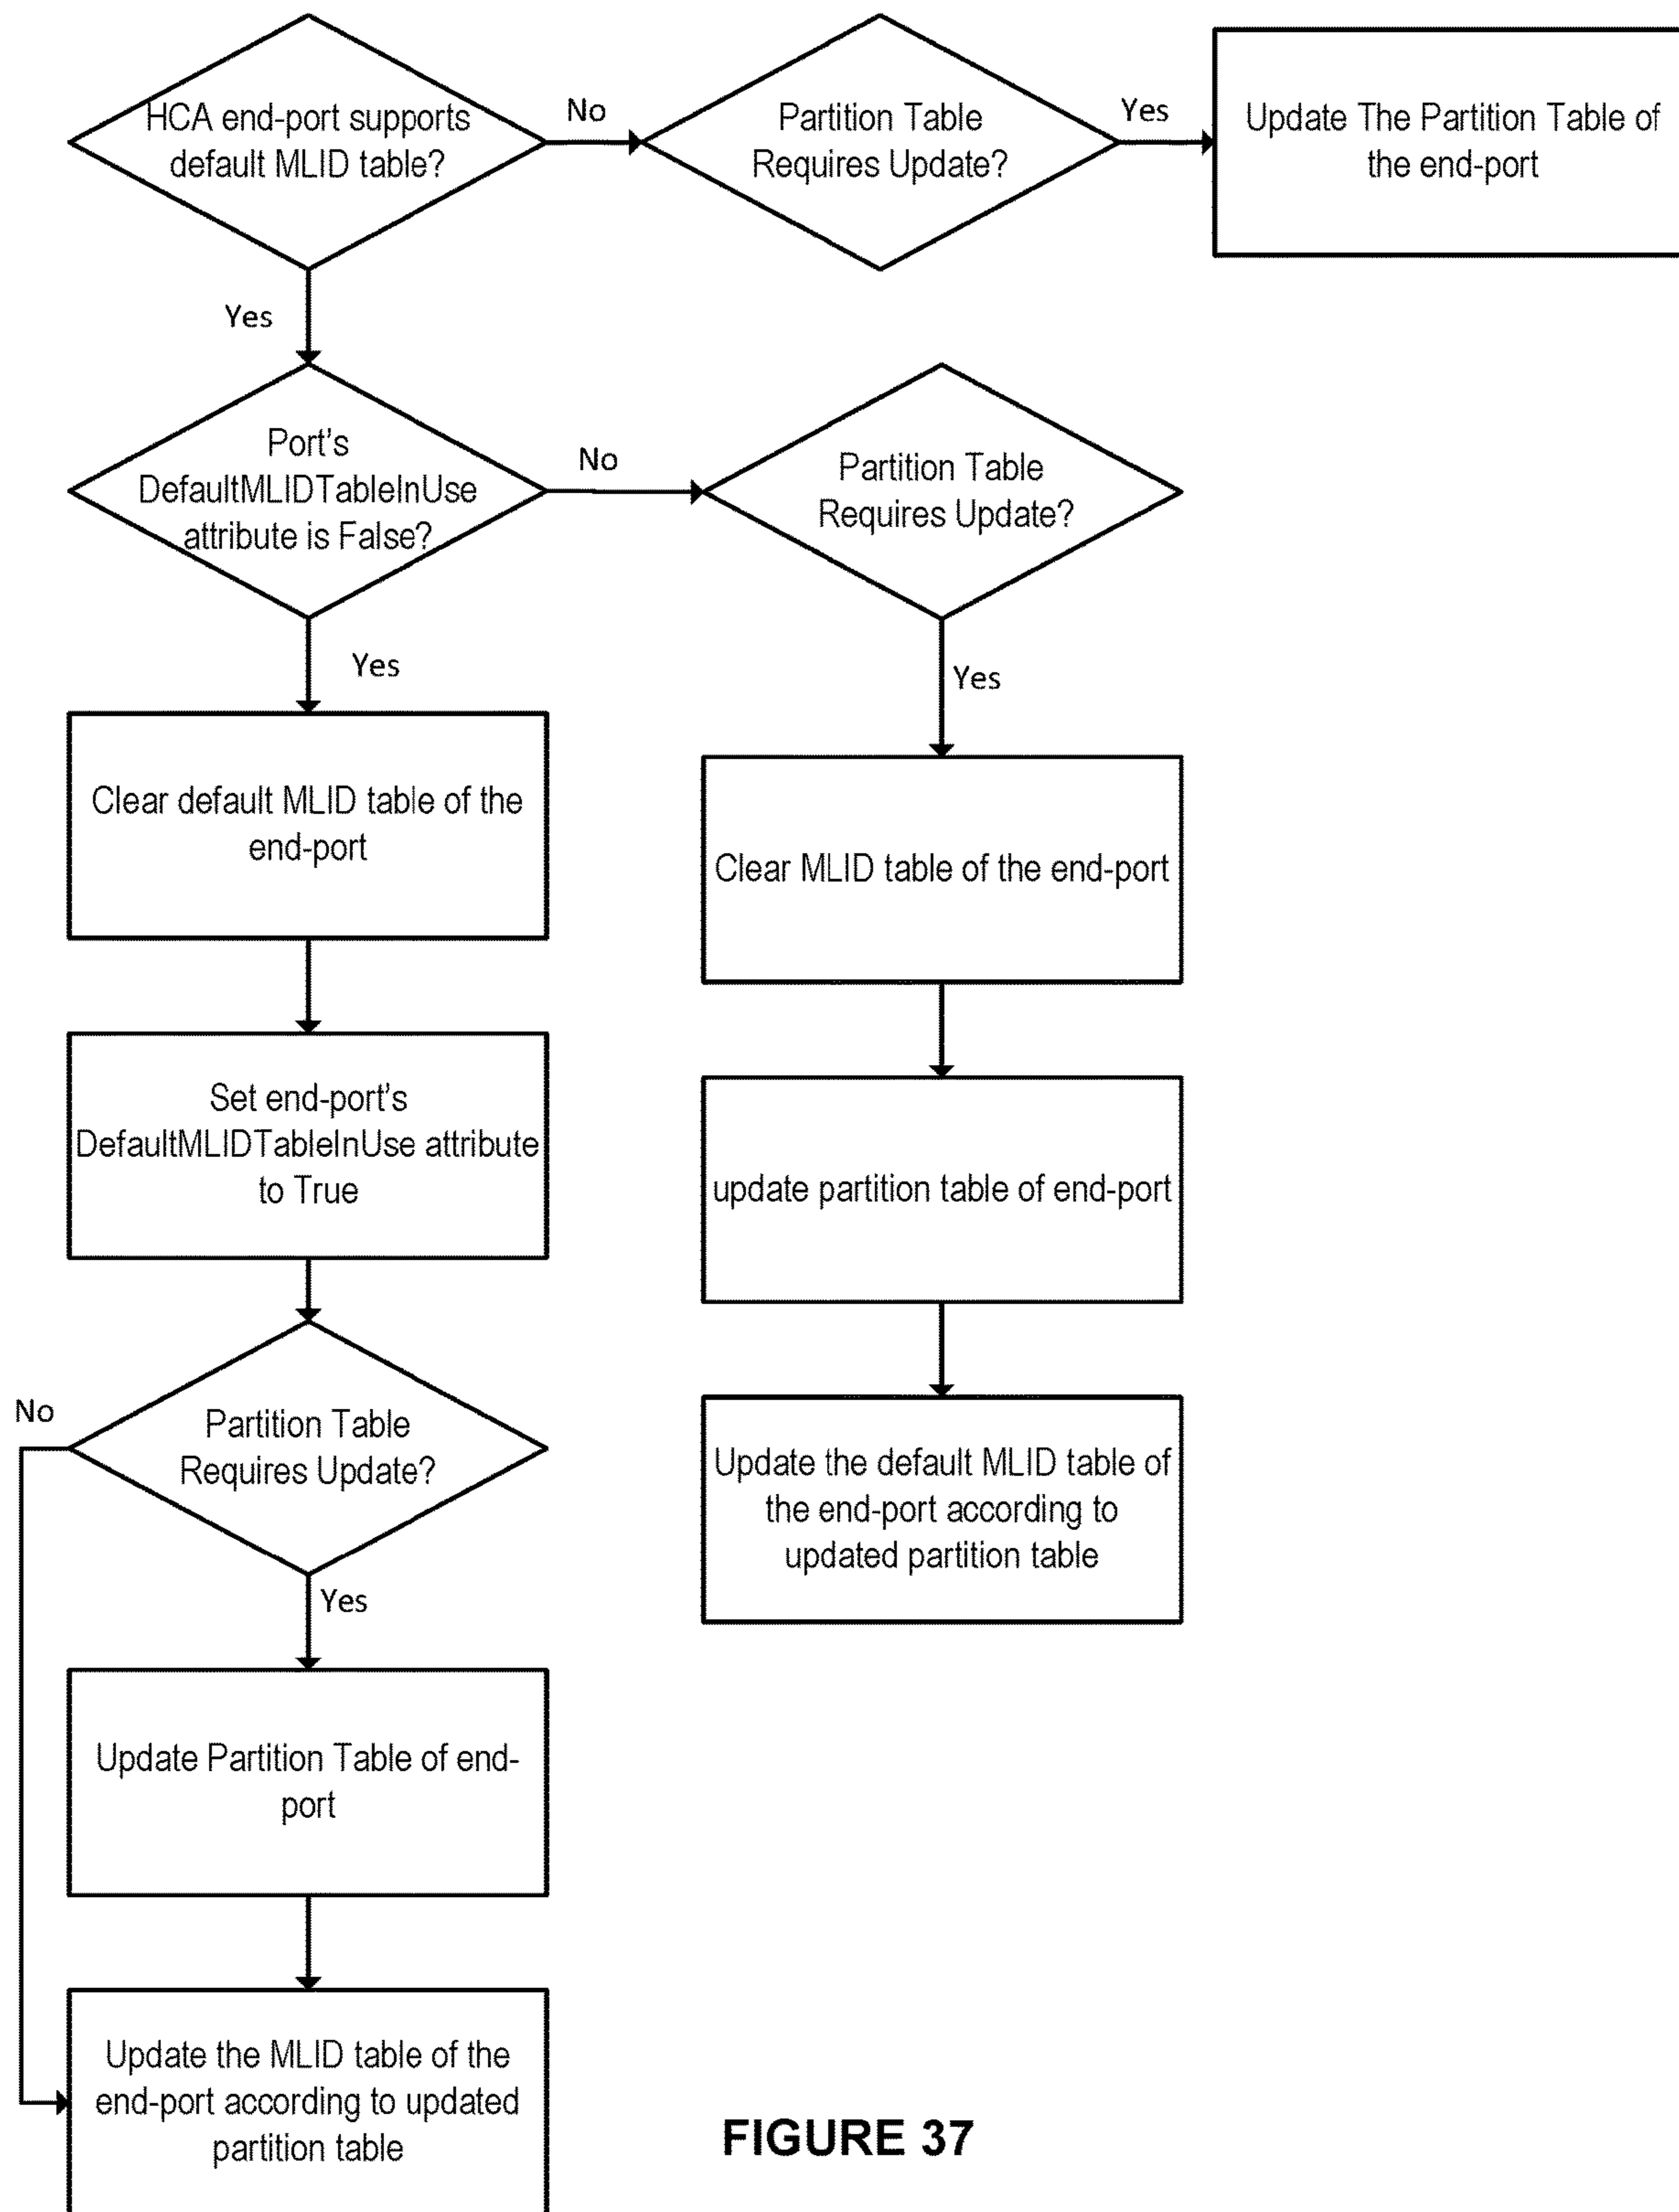 HCA end-port supports
default MLID table?
No
Partition Table
Requires Update?
Yes
Update The Partition Table of
the end-port
Yes
Port's
DefaultMLIDTableInUse
attribute is False?
No
Partition Table
Requires Update?
Yes
Yes
Clear default MLID table of the
end-port
Clear MLID table of the end-port
Set end-port's
DefaultMLIDTableInUse attribute
to True
update partition table of end-port
No
Partition Table
Requires Update?
Update the default MLID table of
the end-port according to
updated partition table
Yes
Update Partition Table of end-
port
Update the MLID table of the
end-port according to updated
partition table
FIGURE 37